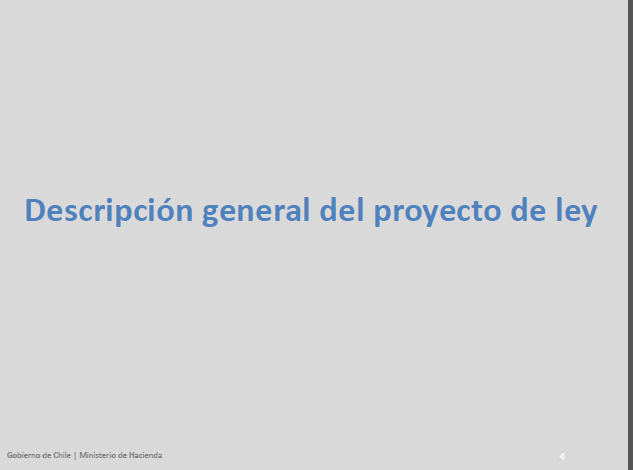 Descripción general del proyecto de ley
Gobierno de Chile | Ministerio de Hacienda
4